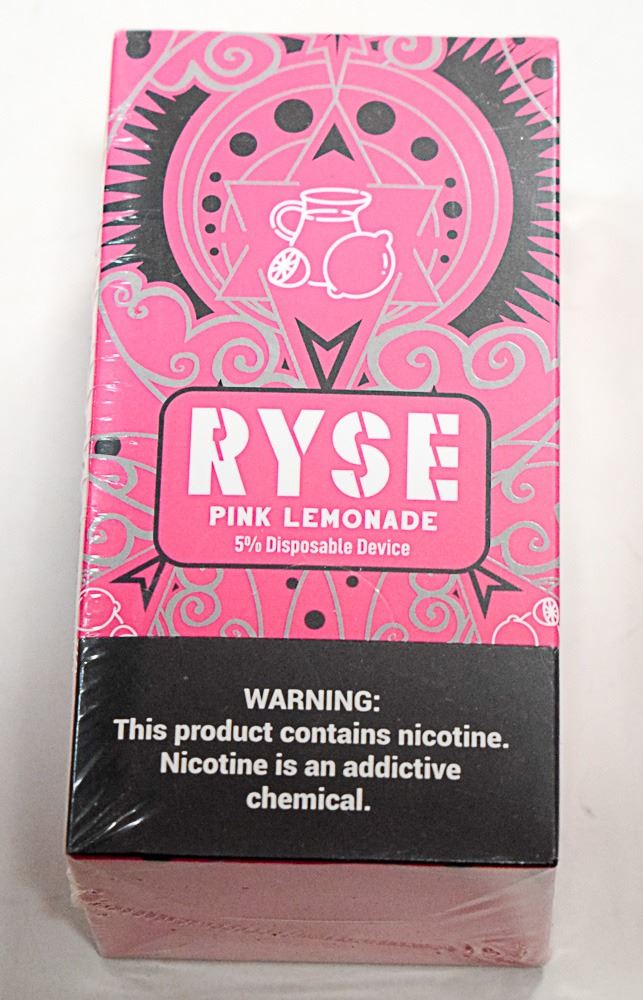 RYSE
PINK LEMONADE
5% Disposable Device
WARNING:
This product contains nicotine.
Nicotine is an addictive
chemical.